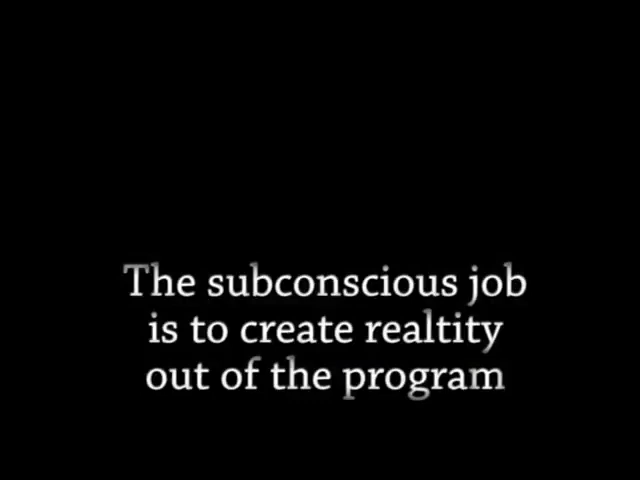 The subconscious job
is to create realtity
out of the program